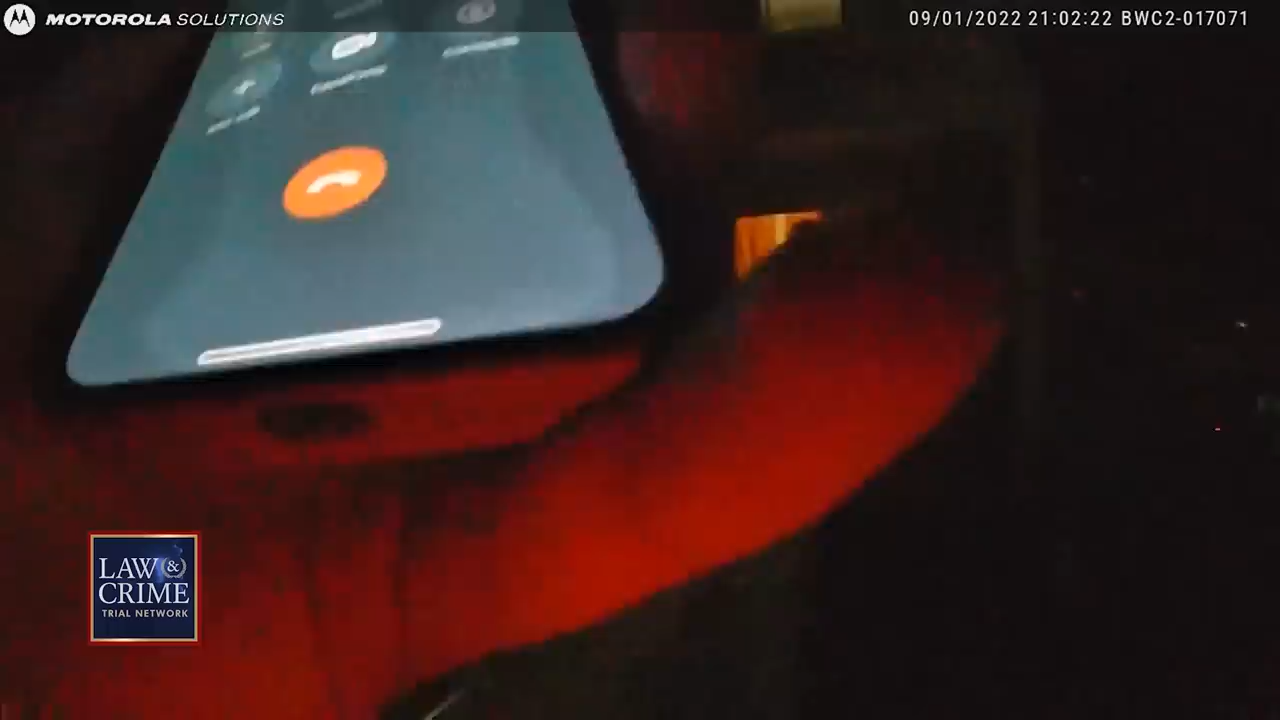 MOTOROLA SOLUTIONS
09/01/2022 21:02:22 BWC2-017071
LAW &
CRIME
TRIAL NETWORK